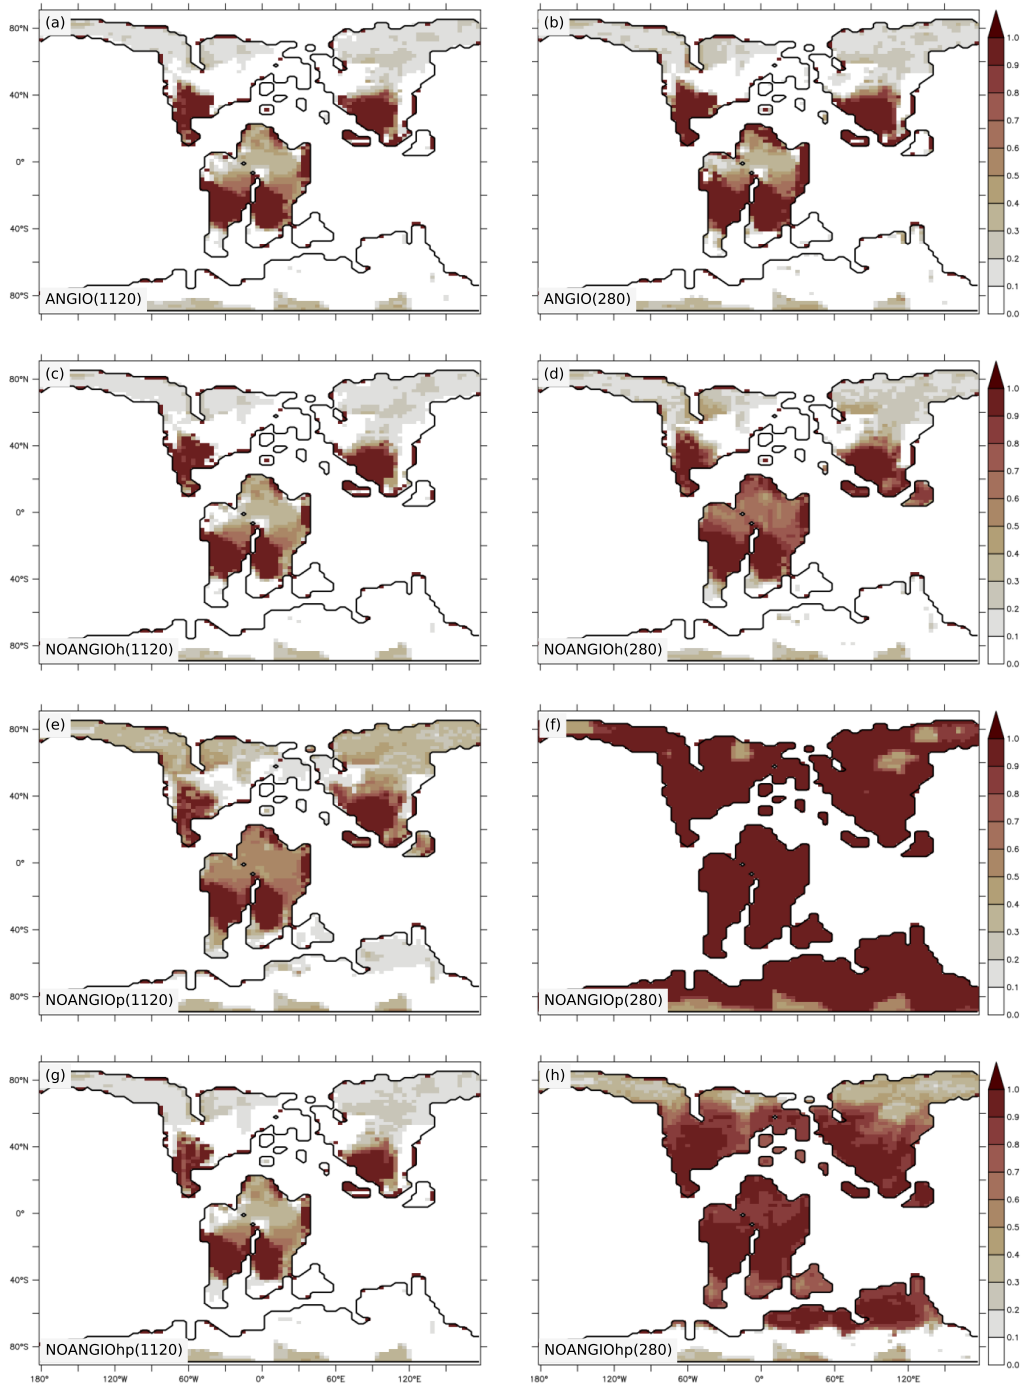 (a)
(b)
80°N
40°N
0°
40°S
80°S
ANGIO(1120)
ANGIO(280)
1.0
0.9
0.8
0.7
0.6
0.5
0.4
0.3
0.2
0.1
0.0
(c)
(d)
80°N
40°N
0°
40°S
80°S
NOANGIOh(1120)
NOANGIOh(280)
1.0
0.9
0.8
0.7
0.6
0.5
0.4
0.3
0.2
0.1
0.0
(e)
(f)
80°N
40°N
0°
40°S
80°S
NOANGIOp(1120)
NOANGIOp(280)
1.0
0.9
0.8
0.7
0.6
0.5
0.4
0.3
0.2
0.1
0.0
(g)
(h)
80°N
40°N
0°
40°S
80°S
NOANGIOhp(1120)
NOANGIOhp(280)
1.0
0.9
0.8
0.7
0.6
0.5
0.4
0.3
0.2
0.1
0.0
180° 120°W 60°W 0°E 60°E 120°E
120°W 60°W 0°E 60°E 120°E